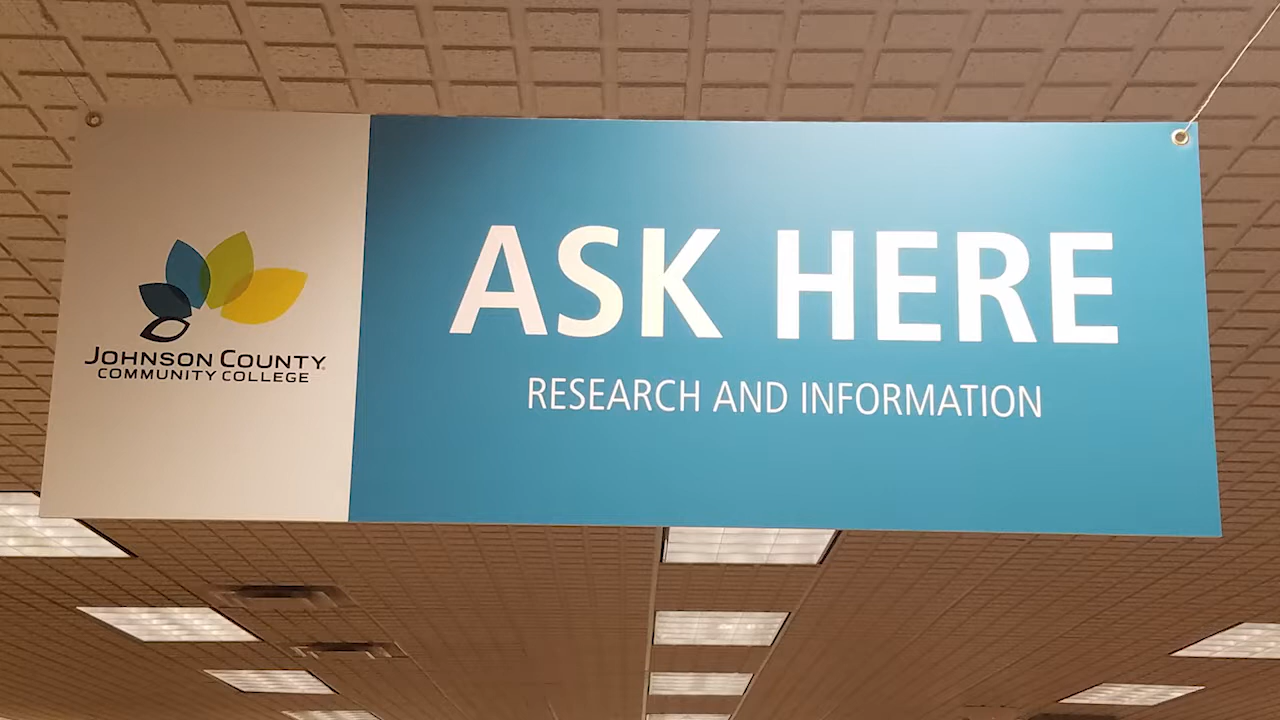 JOHNSON COUNTY
COMMUNITY COLLEGE
ASK HERE
RESEARCH AND INFORMATION